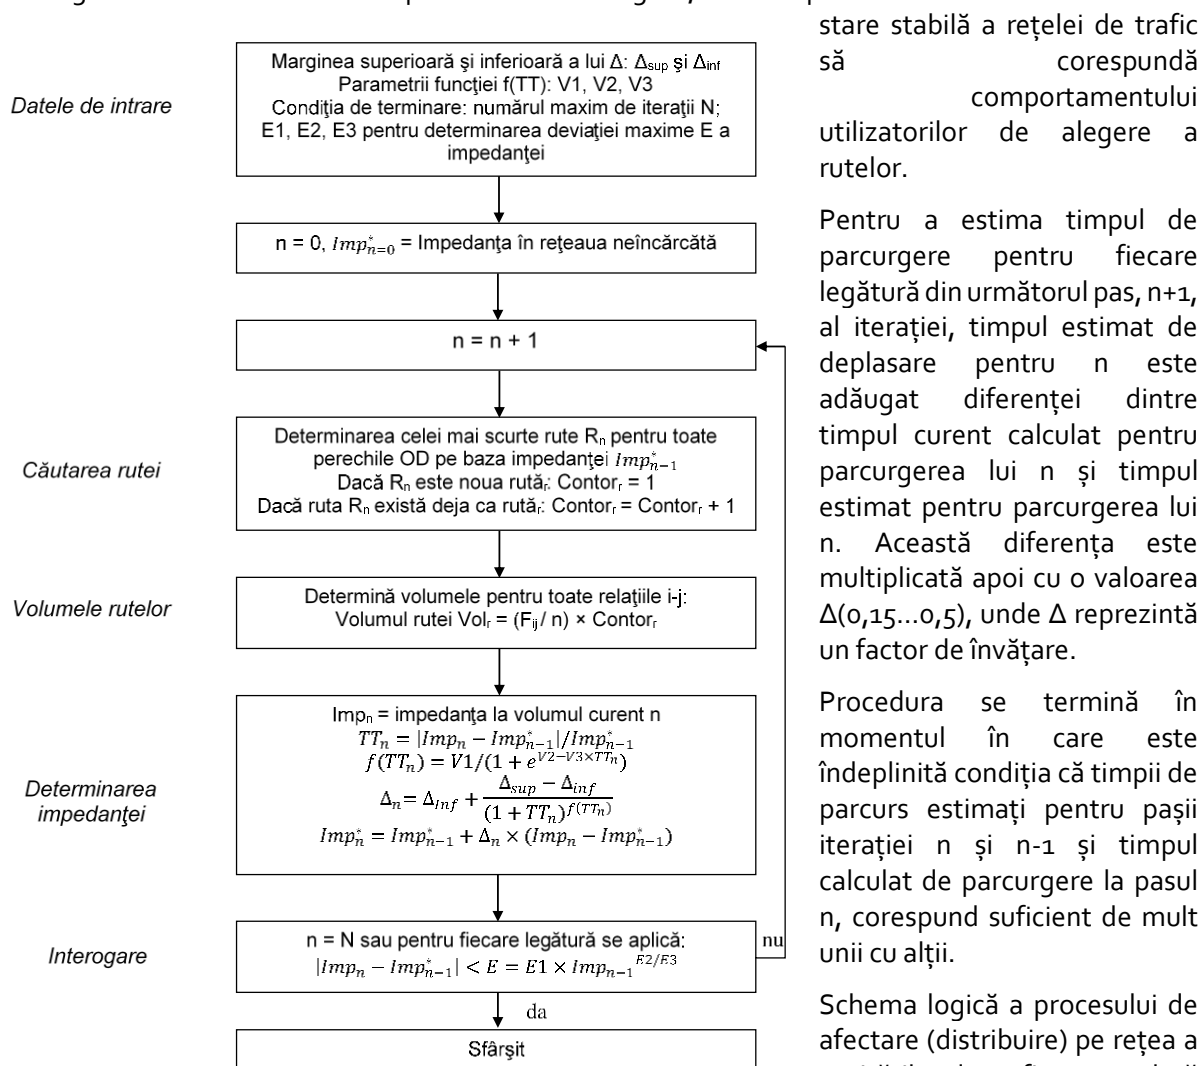 stare stabilă a rețelei de trafic
să corespundă
comportamentului
utilizatorilor de alegere a
rutelor.
Pentru a estima timpul de
parcurgere pentru fiecare
legătură din următorul pas, n+1,
al iterației, timpul estimat de
deplasare pentru n este
adăugat diferenței dintre
timpul curent calculat pentru
parcurgerea lui n și timpul
estimat pentru parcurgerea lui
n. Această diferența este
multiplicată apoi cu o valoarea
Δ(0,15...0,5), unde Δ reprezintă
un factor de învățare.
Procedura se termină în
momentul în care este
îndeplinită condiția că timpii de
parcurs estimați pentru pașii
iterației n și n-1 și timpul
calculat de parcurgere la pasul
n, corespund suficient de mult
unii cu alții.
Schema logică a procesului de
afectare (distribuire) pe rețea a
Datele de intrare
Marginea superioară şi inferioară a lui Δ: Δsup şi Δinf
Parametrii funcţiei f(TT): V1, V2, V3
Condiţia de terminare: numărul maxim de iteraţii N;
E1, E2, E3 pentru determinarea deviaţiei maxime E a
impedanţei
n = 0, Imp*n=0 = Impedanţa în reţeaua neîncărcată
n = n + 1
Căutarea rutei
Determinarea celei mai scurte rute Rn pentru toate
perechile OD pe baza impedanţei Imp*n−1
Dacă Rn este noua rutăr: Contorr = 1
Dacă ruta Rn există deja ca rutăr: Contorr = Contorr + 1
Volumele rutelor
Determină volumele pentru toate relaţiile i-j:
Volumul rutei Volr = (Fij / n) × Contorr
Determinarea
impedanţei
Impn = impedanţa la volumul curent n
TTn = |Impn − Imp*n−1|/Imp*n−1
f(TTn) = V1/(1 + e^(V2−V3×TTn))
Δn = ΔInf + (Δsup − Δinf)/(1 + TTn)^f(TTn)
Imp*n = Imp*n−1 + Δn × (Impn − Imp*n−1)
Interogare
n = N sau pentru fiecare legătură se aplică:
|Impn − Imp*n−1| < E = E1 × Impn−1^E2/E3
nu
da
Sfârşit